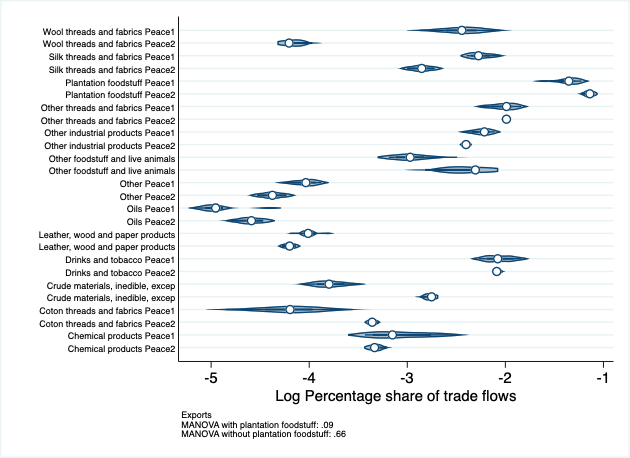 Wool threads and fabrics Peace1
Wool threads and fabrics Peace2
Silk threads and fabrics Peace1
Silk threads and fabrics Peace2
Plantation foodstuff Peace1
Plantation foodstuff Peace2
Other threads and fabrics Peace1
Other threads and fabrics Peace2
Other industrial products Peace1
Other industrial products Peace2
Other foodstuff and live animals
Other foodstuff and live animals
Other Peace1
Other Peace2
Oils Peace1
Oils Peace2
Leather, wood and paper products
Leather, wood and paper products
Drinks and tobacco Peace1
Drinks and tobacco Peace2
Crude materials, inedible, excep
Crude materials, inedible, excep
Coton threads and fabrics Peace1
Coton threads and fabrics Peace2
Chemical products Peace1
Chemical products Peace2
-5 -4 -3 -2 -1
Log Percentage share of trade flows
Exports
MANOVA with plantation foodstuff: .09
MANOVA without plantation foodstuff: .66